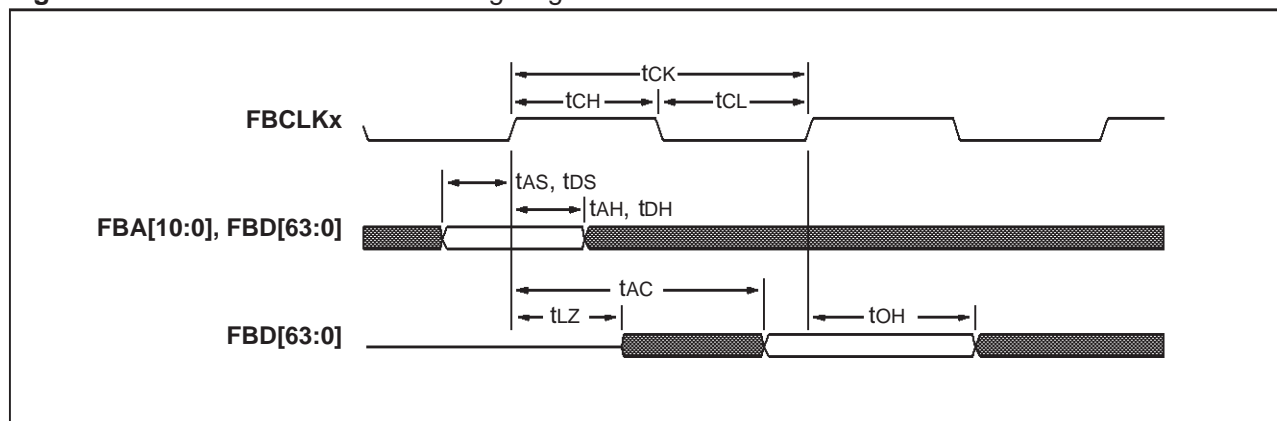 tCK
tCH tCL
FBCLKx
tAS, tDS
tAH, tDH
FBA[10:0], FBD[63:0]
tAC
tLZ tOH
FBD[63:0]